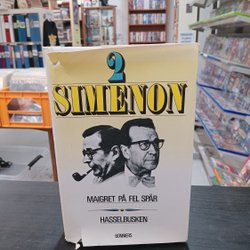 2
SIMENON
MAIGRET PÅ FEL SPÅR
HASSELBUSKEN
BONNIERS